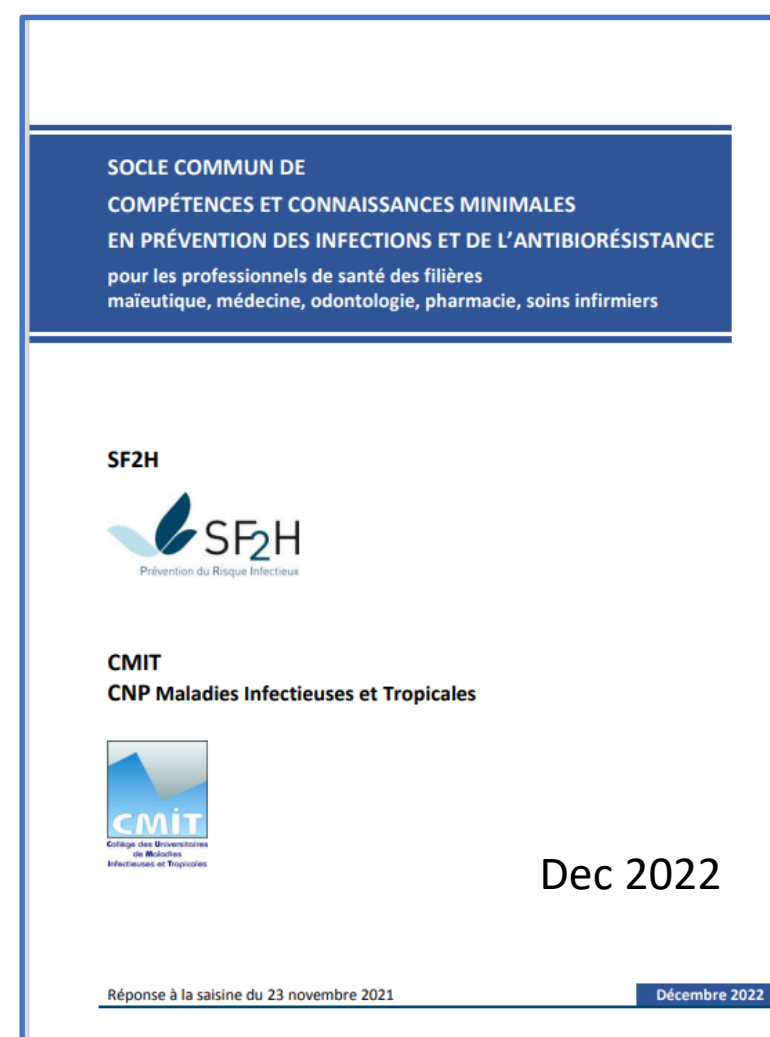 SOCLE COMMUN DE
COMPÉTENCES ET CONNAISSANCES MINIMALES
EN PRÉVENTION DES INFECTIONS ET DE L'ANTIBIORÉSISTANCE
pour les professionnels de santé des filières
maïeutique, médecine, odontologie, pharmacie, soins infirmiers
SF2H
SF2H
Prévention du Risque Infectieux
CMIT
CNP Maladies Infectieuses et Tropicales
CMIT
Collège des Universitaires
de Maladies
Infectieuses et Tropicales
Dec 2022
Réponse à la saisine du 23 novembre 2021
Décembre 2022